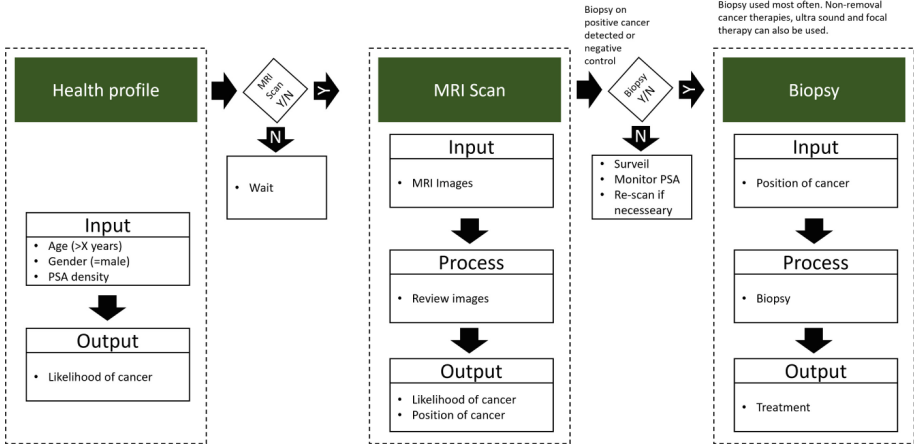 Biopsy on
positive cancer
detected or
negative
control
Biopsy used most often. Non-removal
cancer therapies, ultra sound and focal
therapy can also be used.
Health profile
MRI
Scan
Y/N
Y
N
• Wait
Input
• Age (>X years)
• Gender (=male)
• PSA density
Output
• Likelihood of cancer
MRI Scan
Input
• MRI Images
Process
• Review images
Output
• Likelihood of cancer
• Position of cancer
Biopsy
Y/N
Y
N
• Surveil
• Monitor PSA
• Re-scan if
necesseary
Biopsy
Input
• Position of cancer
Process
• Biopsy
Output
• Treatment